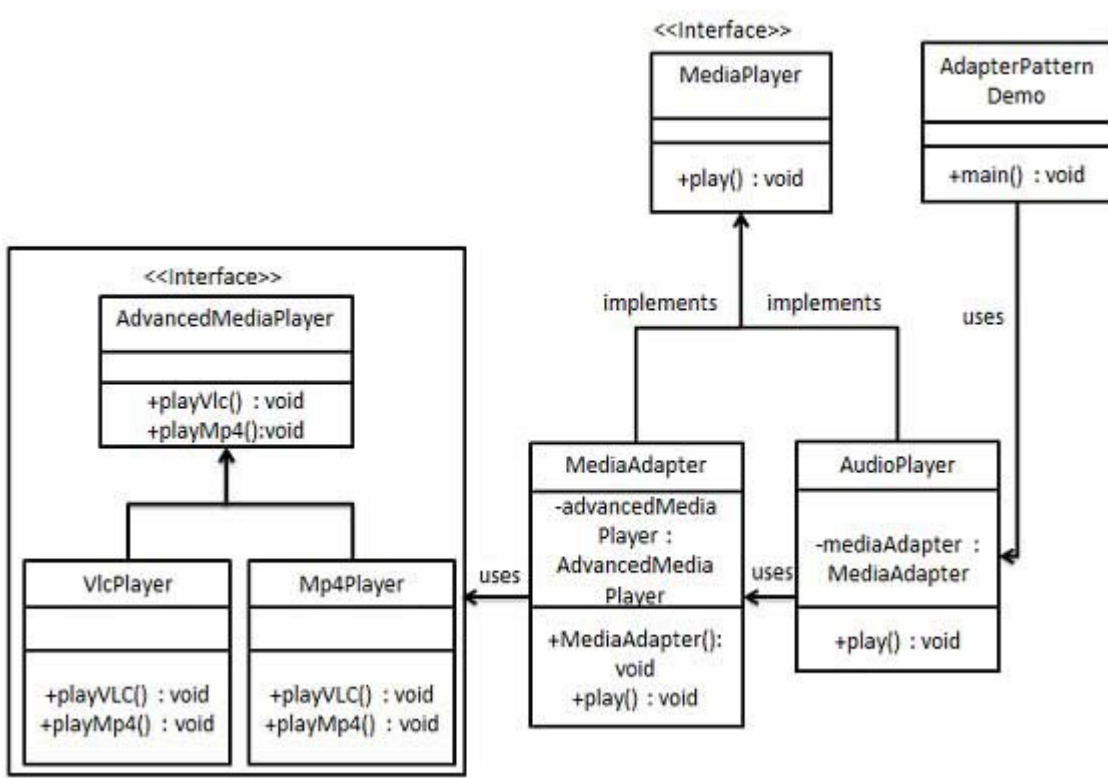 <<Interface>>
MediaPlayer
+play() : void
AdapterPattern
Demo
+main() : void
implements
implements
uses
<<Interface>>
AdvancedMediaPlayer
+playVlc() : void
+playMp4():void
VlcPlayer
+playVLC() : void
+playMp4() : void
Mp4Player
+playVLC() : void
+playMp4() : void
uses
MediaAdapter
-advancedMedia
Player :
AdvancedMedia
Player
+MediaAdapter():
void
+play() : void
uses
AudioPlayer
-mediaAdapter :
MediaAdapter
+play() : void